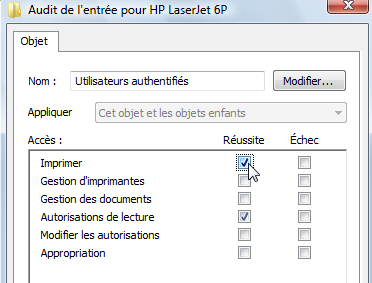 Audit de l'entrée pour HP LaserJet 6P
Objet
Nom : Utilisateurs authentifiés Modifier...
Appliquer Cet objet et les objets enfants
Accès : Réussite Échec
Imprimer
Gestion d'imprimantes
Gestion des documents
Autorisations de lecture
Modifier les autorisations
Appropriation